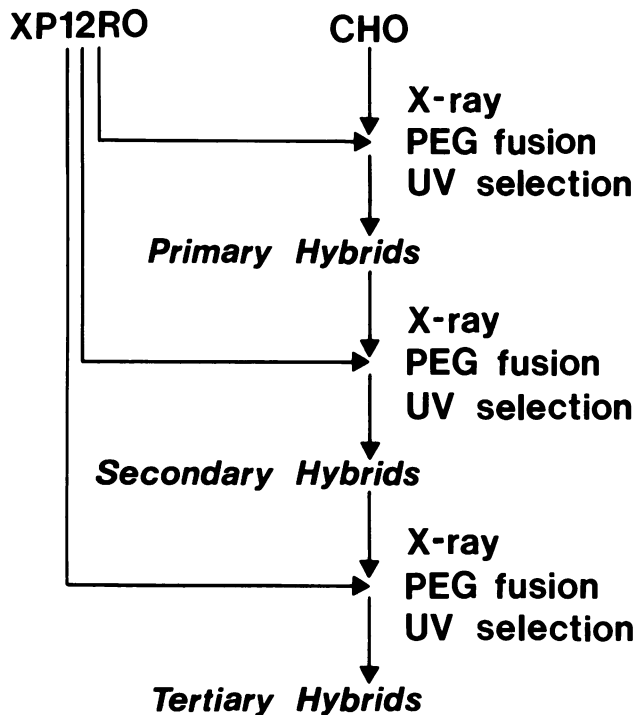 XP12RO CHO
X-ray
PEG fusion
UV selection
Primary Hybrids
X-ray
PEG fusion
UV selection
Secondary Hybrids
X-ray
PEG fusion
UV selection
Tertiary Hybrids